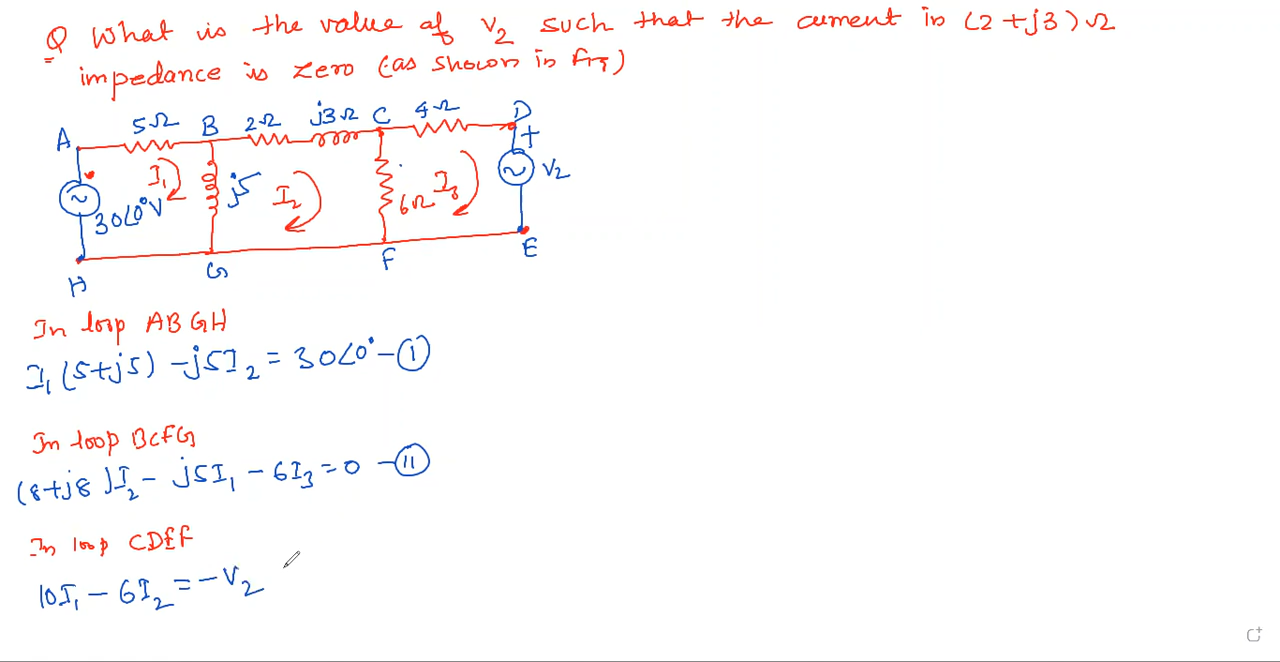 Q What is the value of V2 such that the current in (2+j3)Ω
impedance is zero (as shown in fig)
5Ω B 2Ω j3Ω C 4Ω D
A
+
I1 j5 I2 6Ω I3 V2
30∠0°V
H G F E
In loop ABGH
I1(5+j5) -j5I2 = 30∠0° - ①
In loop BCFG
(8+j8)I2 - j5I1 - 6I3 = 0 - ⑪
In loop CDEF
10I1 - 6I2 = -V2